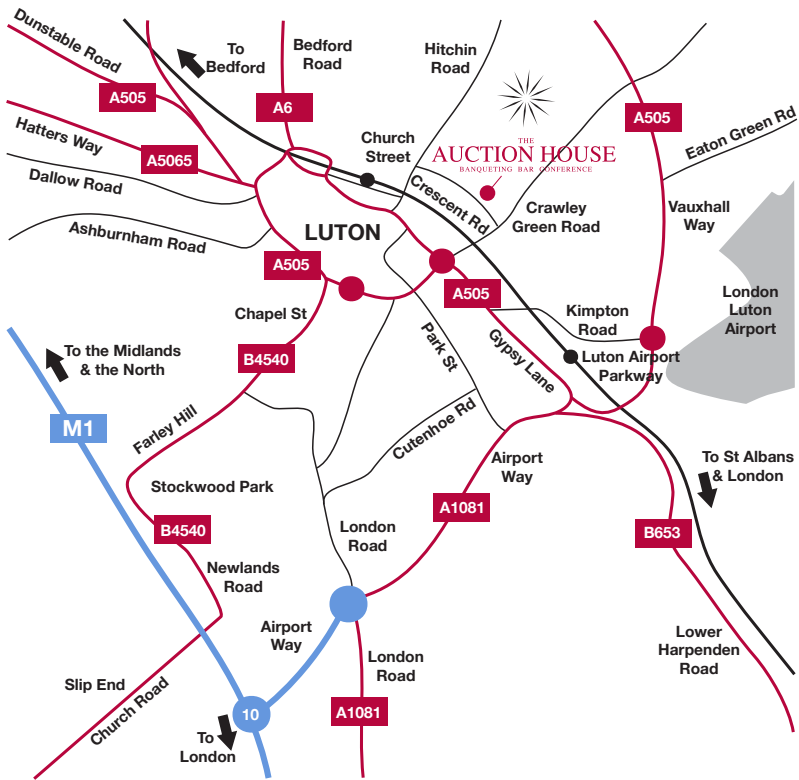 Dunstable Road
To
Bedford
Bedford
Road
Hitchin
Road
A505
A6
A505
Hatters Way
A5065
Church
Street
THE
AUCTION HOUSE
BANQUETING BAR CONFERENCE
Eaton Green Rd
Dallow Road
Crescent Rd
Crawley
Green Road
Vauxhall
Way
Ashburnham Road
LUTON
A505
A505
London
Luton
Airport
Chapel St
Kimpton
Road
Park St
Gypsy Lane
To the Midlands
& the North
B4540
Luton Airport
Parkway
M1
Farley Hill
Cutenhoe Rd
Airport
Way
To St Albans
& London
Stockwood Park
A1081
B4540
London
Road
B653
Newlands
Road
Airport
Way
London
Road
Lower
Harpenden
Road
Slip End
Church Road
10
A1081
To
London